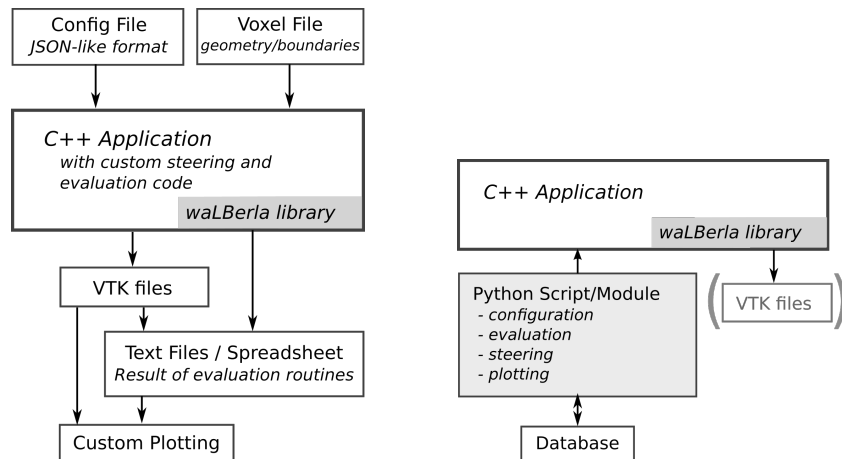 Config File
JSON-like format
Voxel File
geometry/boundaries
C++ Application
with custom steering and
evaluation code
waLBerla library
VTK files
Text Files / Spreadsheet
Result of evaluation routines
Custom Plotting
C++ Application
waLBerla library
Python Script/Module
- configuration
- evaluation
- steering
- plotting
(VTK files)
Database